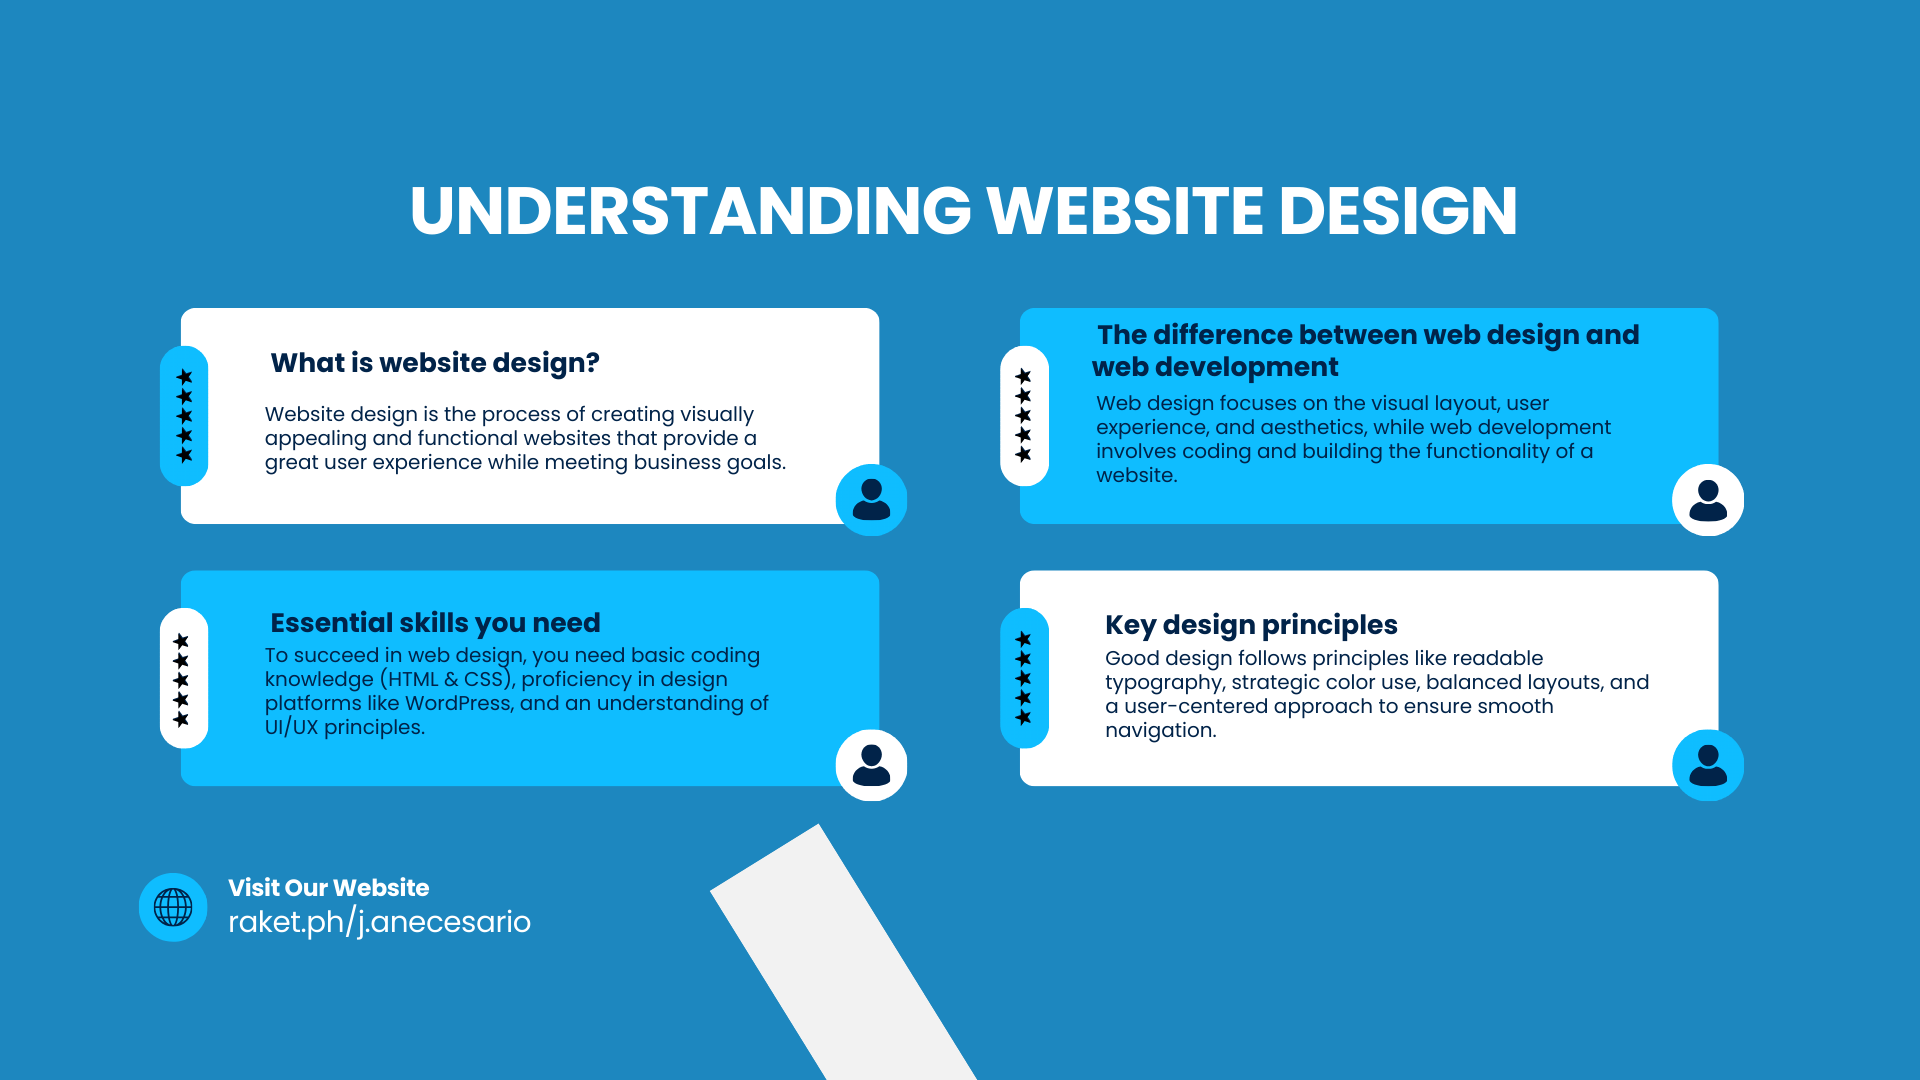 UNDERSTANDING WEBSITE DESIGN
What is website design?
Website design is the process of creating visually
appealing and functional websites that provide a
great user experience while meeting business goals.
The difference between web design and
web development
Web design focuses on the visual layout, user
experience, and aesthetics, while web development
involves coding and building the functionality of a
website.
Essential skills you need
To succeed in web design, you need basic coding
knowledge (HTML & CSS), proficiency in design
platforms like WordPress, and an understanding of
UI/UX principles.
Key design principles
Good design follows principles like readable
typography, strategic color use, balanced layouts, and
a user-centered approach to ensure smooth
navigation.
Visit Our Website
raket.ph/j.anecesario